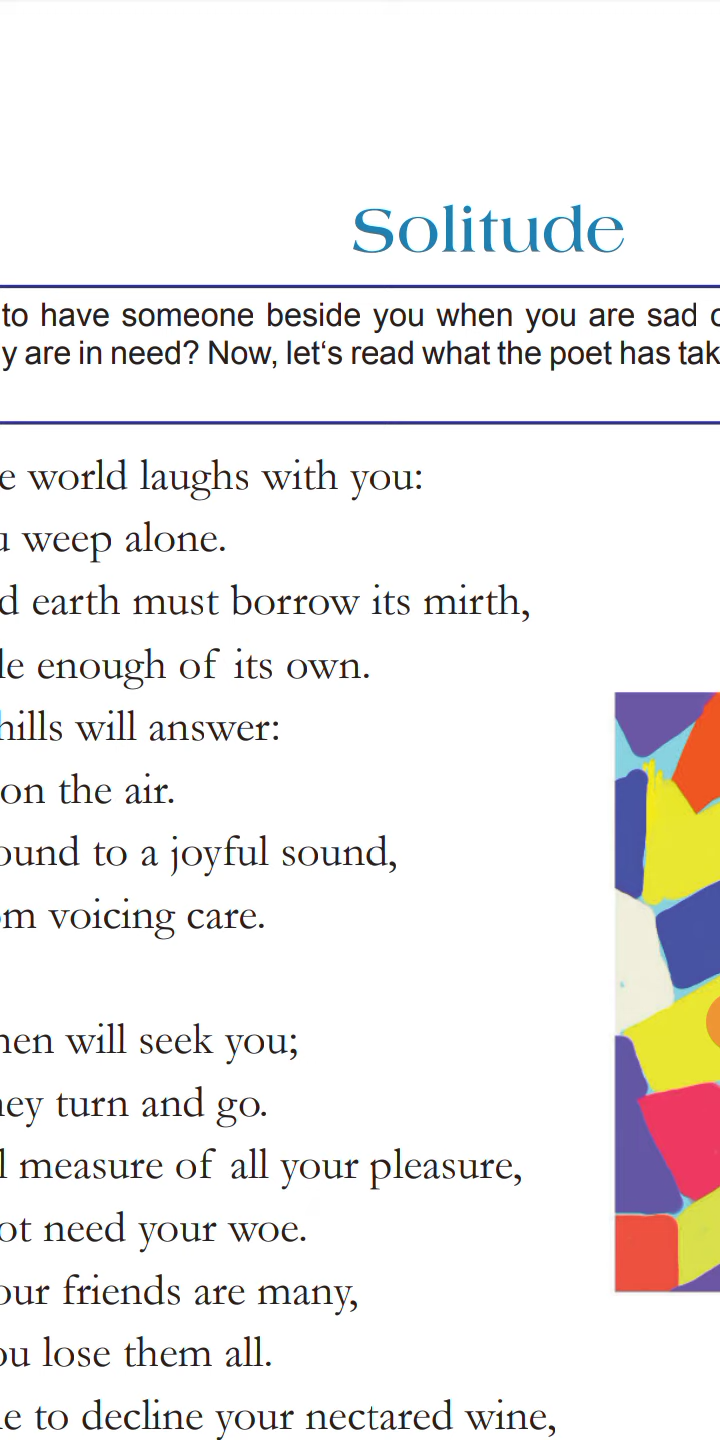 Solitude
to have someone beside you when you are sad
y are in need? Now, let‘s read what the poet has tak
e world laughs with you:
u weep alone.
d earth must borrow its mirth,
le enough of its own.
hills will answer:
on the air.
ound to a joyful sound,
om voicing care.
men will seek you;
hey turn and go.
l measure of all your pleasure,
ot need your woe.
our friends are many,
ou lose them all.
e to decline your nectared wine,